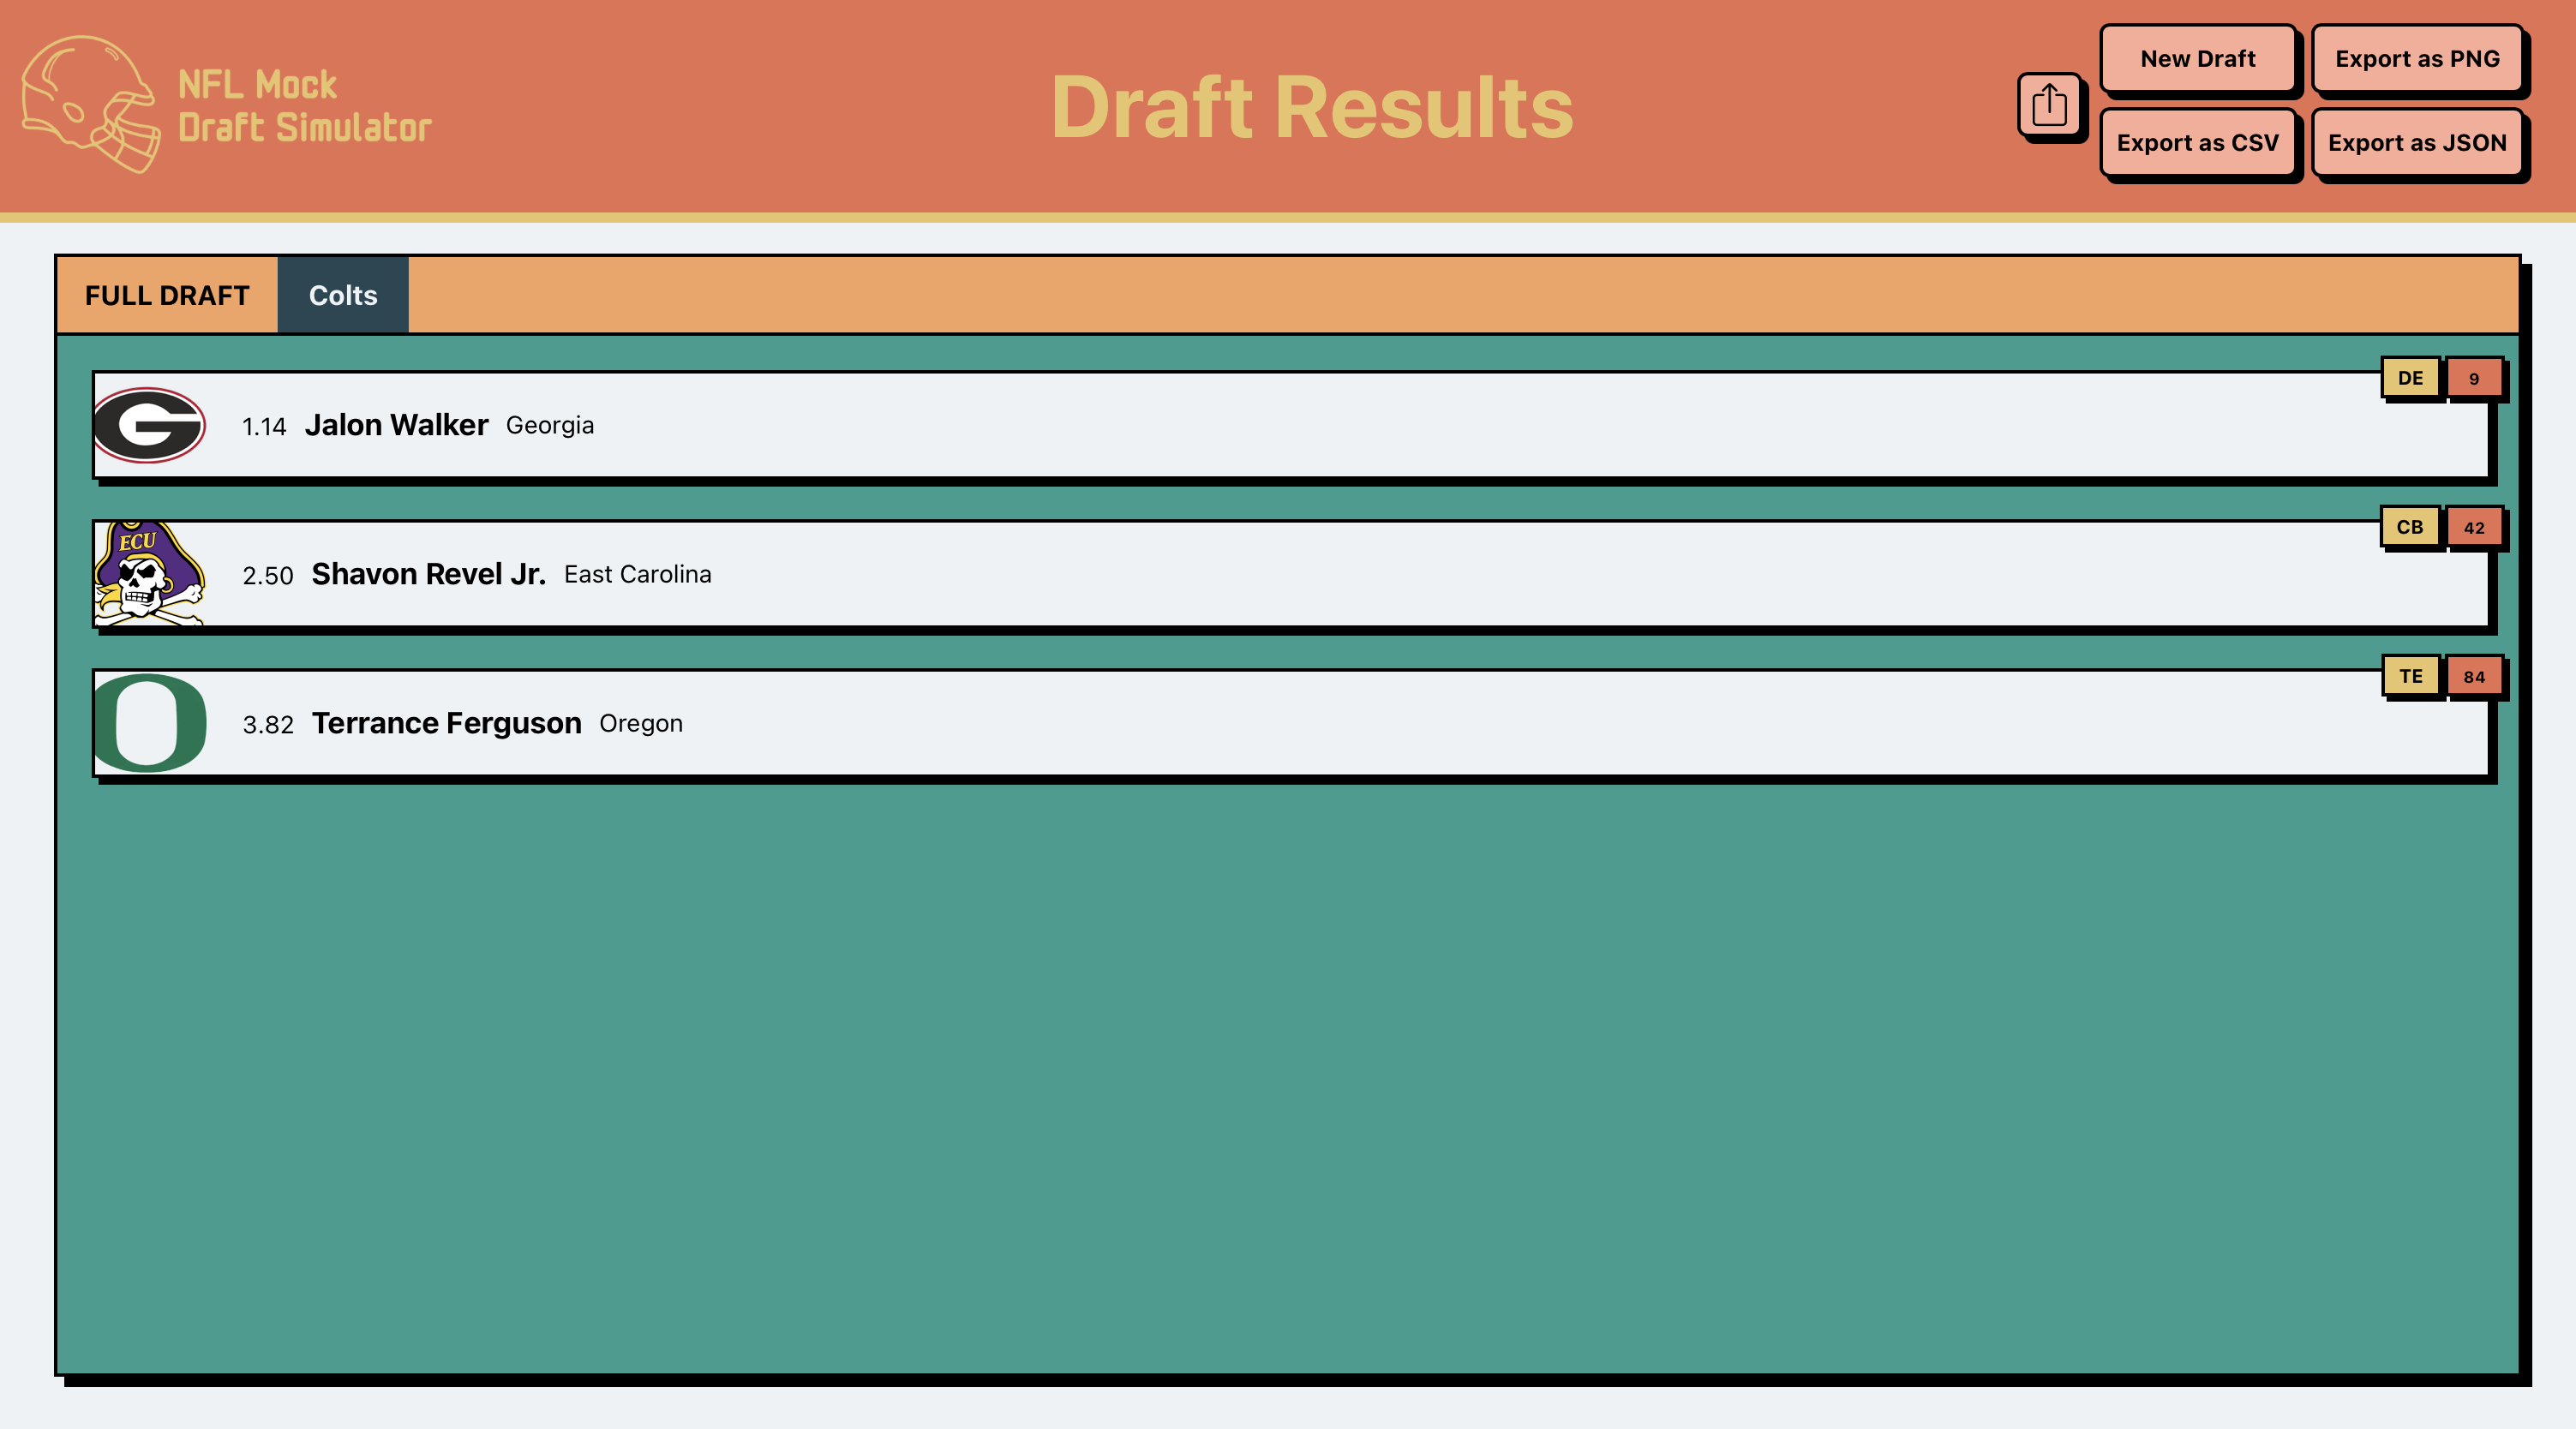 NFL Mock
Draft Simulator
Draft Results
New Draft
Export as PNG
Export as CSV
Export as JSON
FULL DRAFT
Colts
DE
9
G
1.14 Jalon Walker Georgia
CB
42
ECU
2.50 Shavon Revel Jr. East Carolina
TE
84
O
3.82 Terrance Ferguson Oregon